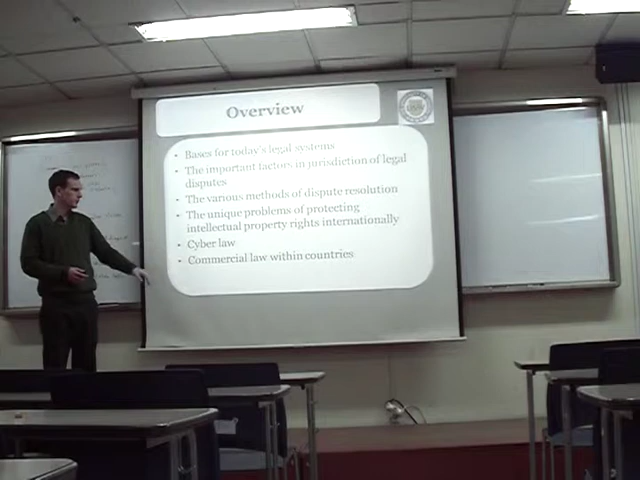 Overview
• Bases for today's legal systems
• The important factors in jurisdiction of legal
disputes
• The various methods of dispute resolution
• The unique problems of protecting
intellectual property rights internationally
• Cyber law
• Commercial law within countries